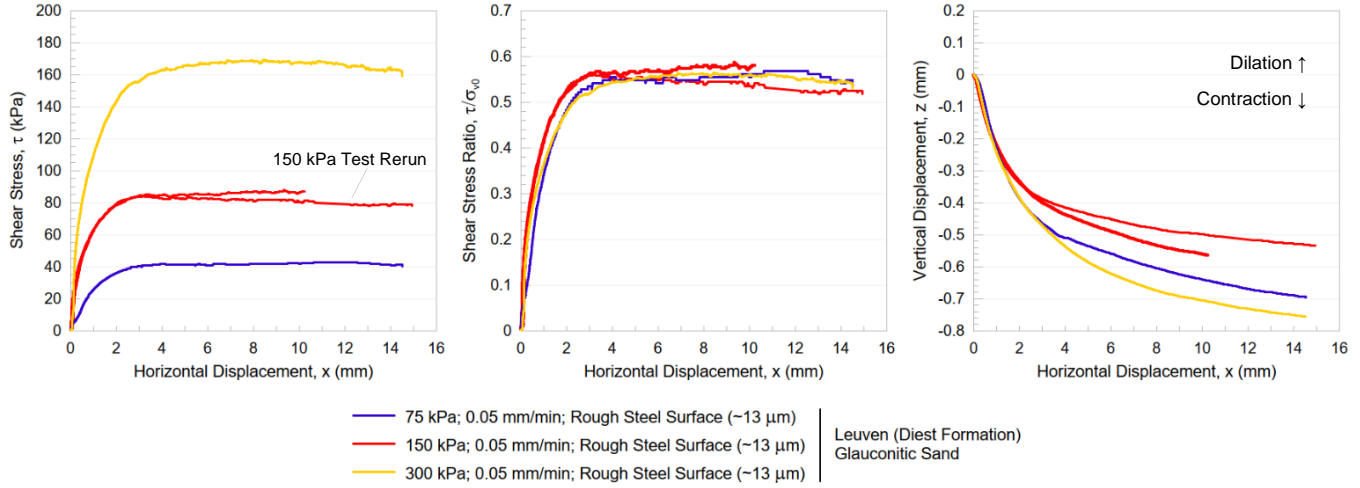 Shear Stress, τ (kPa)
200
180
160
140
120
100
80
60
40
20
0
150 kPa Test Rerun
0 2 4 6 8 10 12 14 16
Horizontal Displacement, x (mm)
Shear Stress Ratio, τ/σv0
0.7
0.6
0.5
0.4
0.3
0.2
0.1
0
0 2 4 6 8 10 12 14 16
Horizontal Displacement, x (mm)
Vertical Displacement, z (mm)
0.2
0.1
0
-0.1
-0.2
-0.3
-0.4
-0.5
-0.6
-0.7
-0.8
Dilation ↑
Contraction ↓
0 2 4 6 8 10 12 14 16
Horizontal Displacement, x (mm)
75 kPa; 0.05 mm/min; Rough Steel Surface (~13 μm)
150 kPa; 0.05 mm/min; Rough Steel Surface (~13 μm)
300 kPa; 0.05 mm/min; Rough Steel Surface (~13 μm)
Leuven (Diest Formation)
Glauconitic Sand